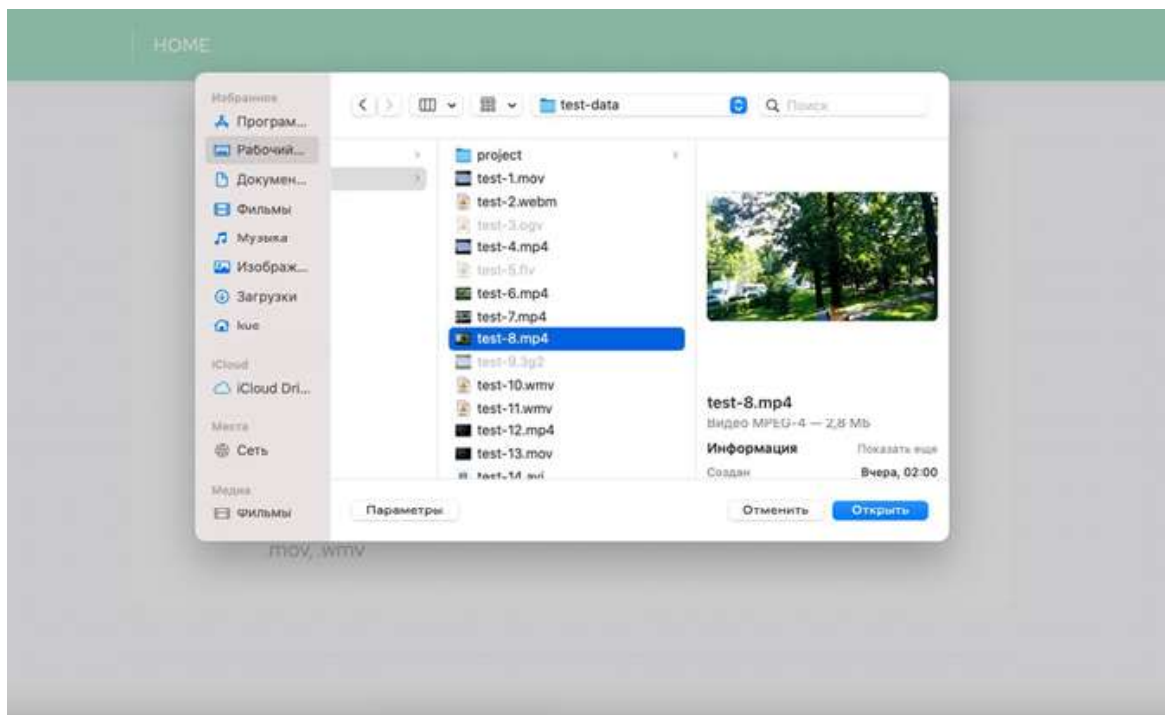 HOME
Избранное
Програм...
Рабочий...
Докумен...
Фильмы
Музыка
Изображ...
Загрузки
kue
iCloud
iCloud Dri...
Места
Сеть
Медиа
Фильмы
test-data
Поиск
project
test-1.mov
test-2.webm
test-3.ogv
test-4.mp4
test-5.flv
test-6.mp4
test-7.mp4
test-8.mp4
test-9.3g2
test-10.wmv
test-11.wmv
test-12.mp4
test-13.mov
test-14.avi
test-8.mp4
Видео MPEG-4 — 2,8 МБ
Информация Показать еще
Создан Вчера, 02:00
Параметры
Отменить
Открыть
.mov, .wmv